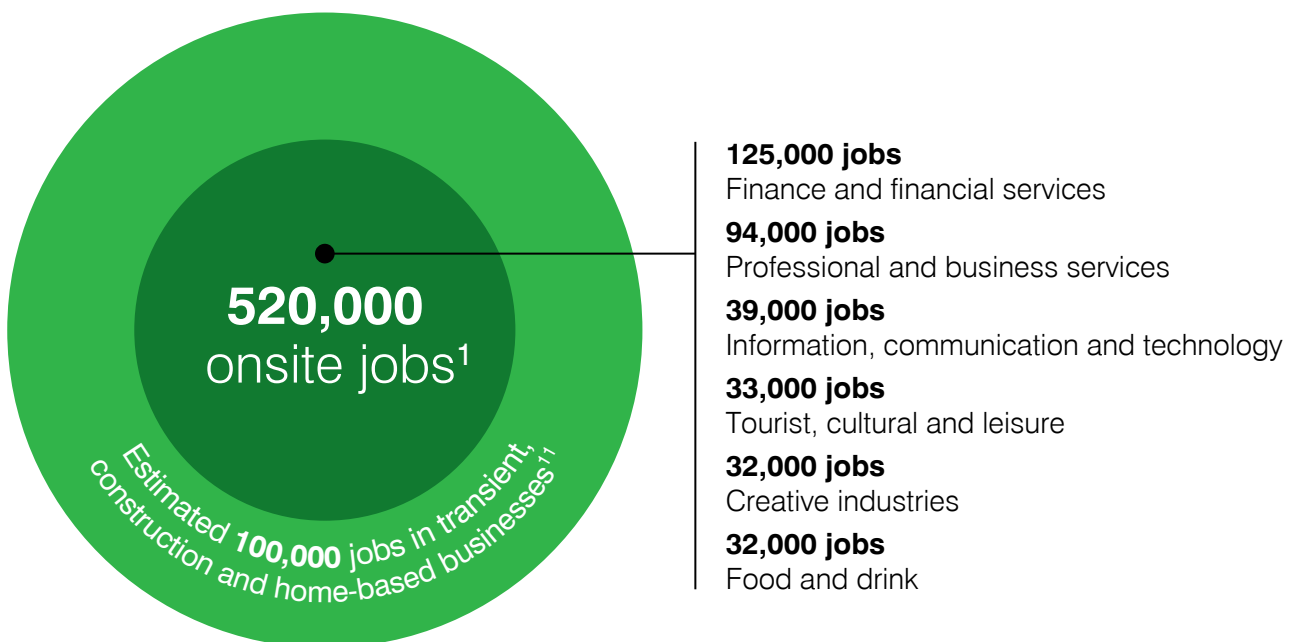 520,000
onsite jobs¹
Estimated 100,000 jobs in transient,
construction and home-based businesses¹¹
125,000 jobs
Finance and financial services
94,000 jobs
Professional and business services
39,000 jobs
Information, communication and technology
33,000 jobs
Tourist, cultural and leisure
32,000 jobs
Creative industries
32,000 jobs
Food and drink